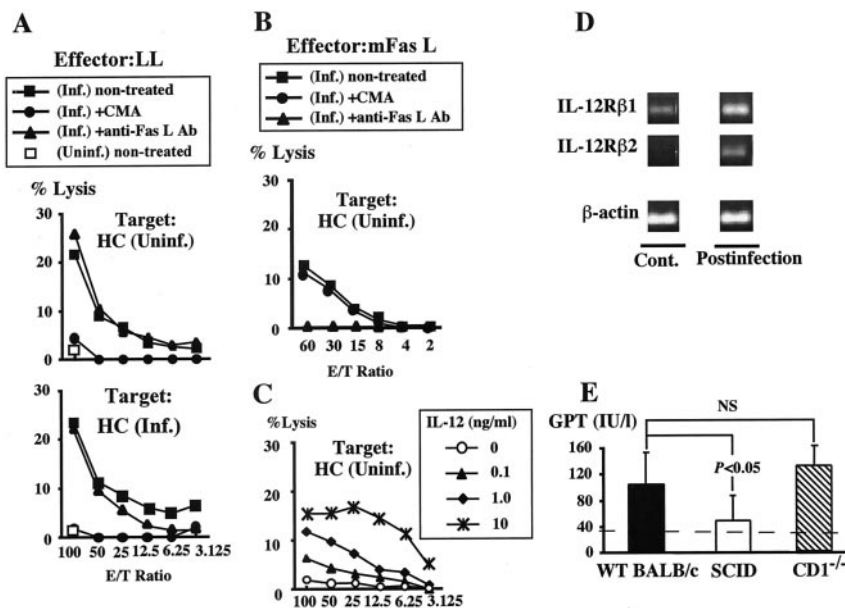 A
Effector:LL
(Inf.) non-treated
(Inf.) +CMA
(Inf.) +anti-Fas L Ab
(Uninf.) non-treated
% Lysis
30
20
10
0
Target:
HC (Uninf.)
30
20
10
0
Target:
HC (Inf.)
100 50 25 12.5 6.25 3.125
E/T Ratio
B
Effector:mFas L
(Inf.) non-treated
(Inf.) +CMA
(Inf.) +anti-Fas L Ab
% Lysis
30
20
10
0
Target:
HC (Uninf.)
60 30 15 8 4 2
E/T Ratio
C
%Lysis
30
20
10
0
Target:
HC (Uninf.)
100 50 25 12.5 6.25 3.125
IL-12 (ng/ml)
0
0.1
1.0
10
D
IL-12Rβ1
IL-12Rβ2
β-actin
Cont. Postinfection
E
GPT (IU/l)
NS
P<0.05
160
120
80
40
0
WT BALB/c SCID CD1-/-